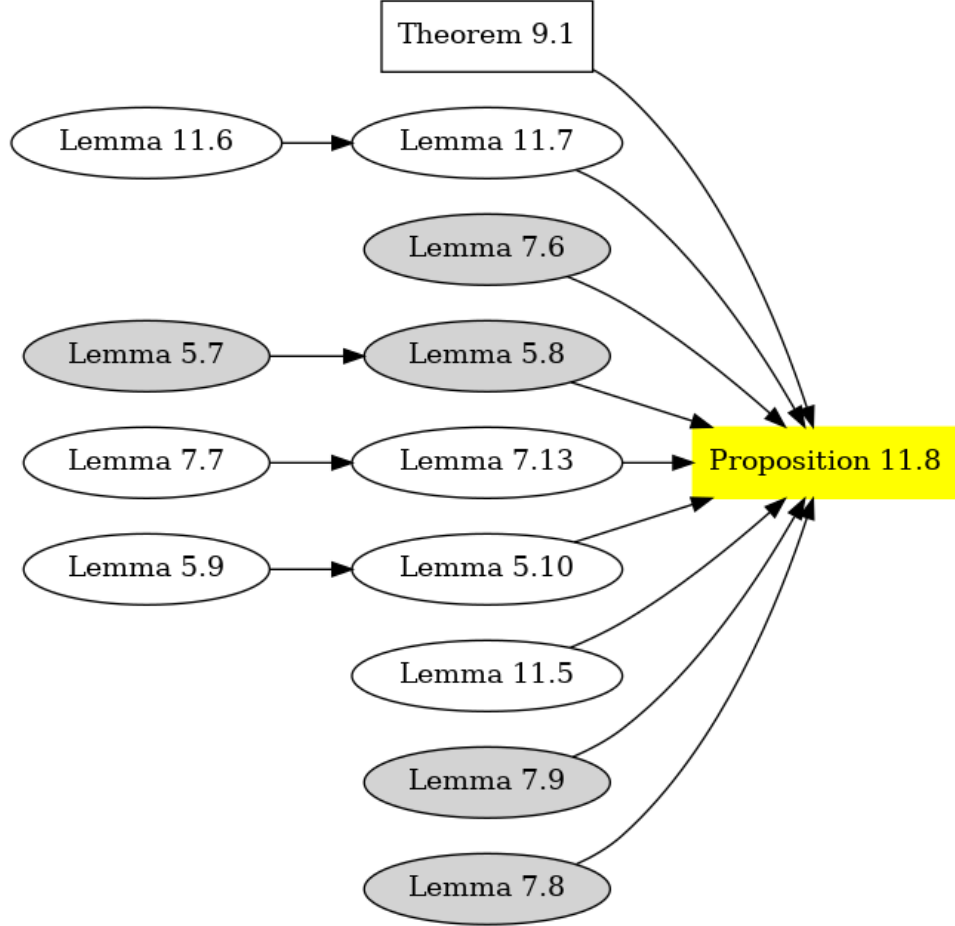 Theorem 9.1
Lemma 11.6
Lemma 11.7
Lemma 7.6
Lemma 5.7
Lemma 5.8
Lemma 7.7
Lemma 7.13
Proposition 11.8
Lemma 5.9
Lemma 5.10
Lemma 11.5
Lemma 7.9
Lemma 7.8